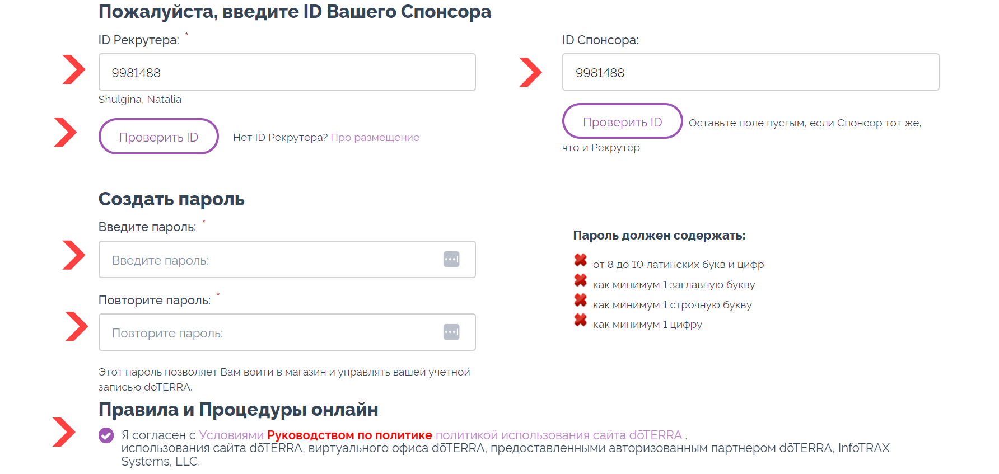 Пожалуйста, введите ID Вашего Спонсора
ID Рекрутера: *
9981488
Shulgina, Natalia
Проверить ID
Нет ID Рекрутера? Про размещение
ID Спонсора:
9981488
Проверить ID Оставьте поле пустым, если Спонсор тот же,
что и Рекрутер
Создать пароль
Введите пароль: *
Введите пароль:
Повторите пароль: *
Повторите пароль:
Этот пароль позволяет Вам войти в магазин и управлять вашей учетной
записью doTERRA.
Пароль должен содержать:
от 8 до 10 латинских букв и цифр
как минимум 1 заглавную букву
как минимум 1 строчную букву
как минимум 1 цифру
Правила и Процедуры онлайн
Я согласен с Условиями Руководством по политике политикой использования сайта dōTERRA .
использования сайта dōTERRA, виртуального офиса dōTERRA, предоставленными авторизованным партнером dōTERRA, InfoTRAX
Systems, LLC.